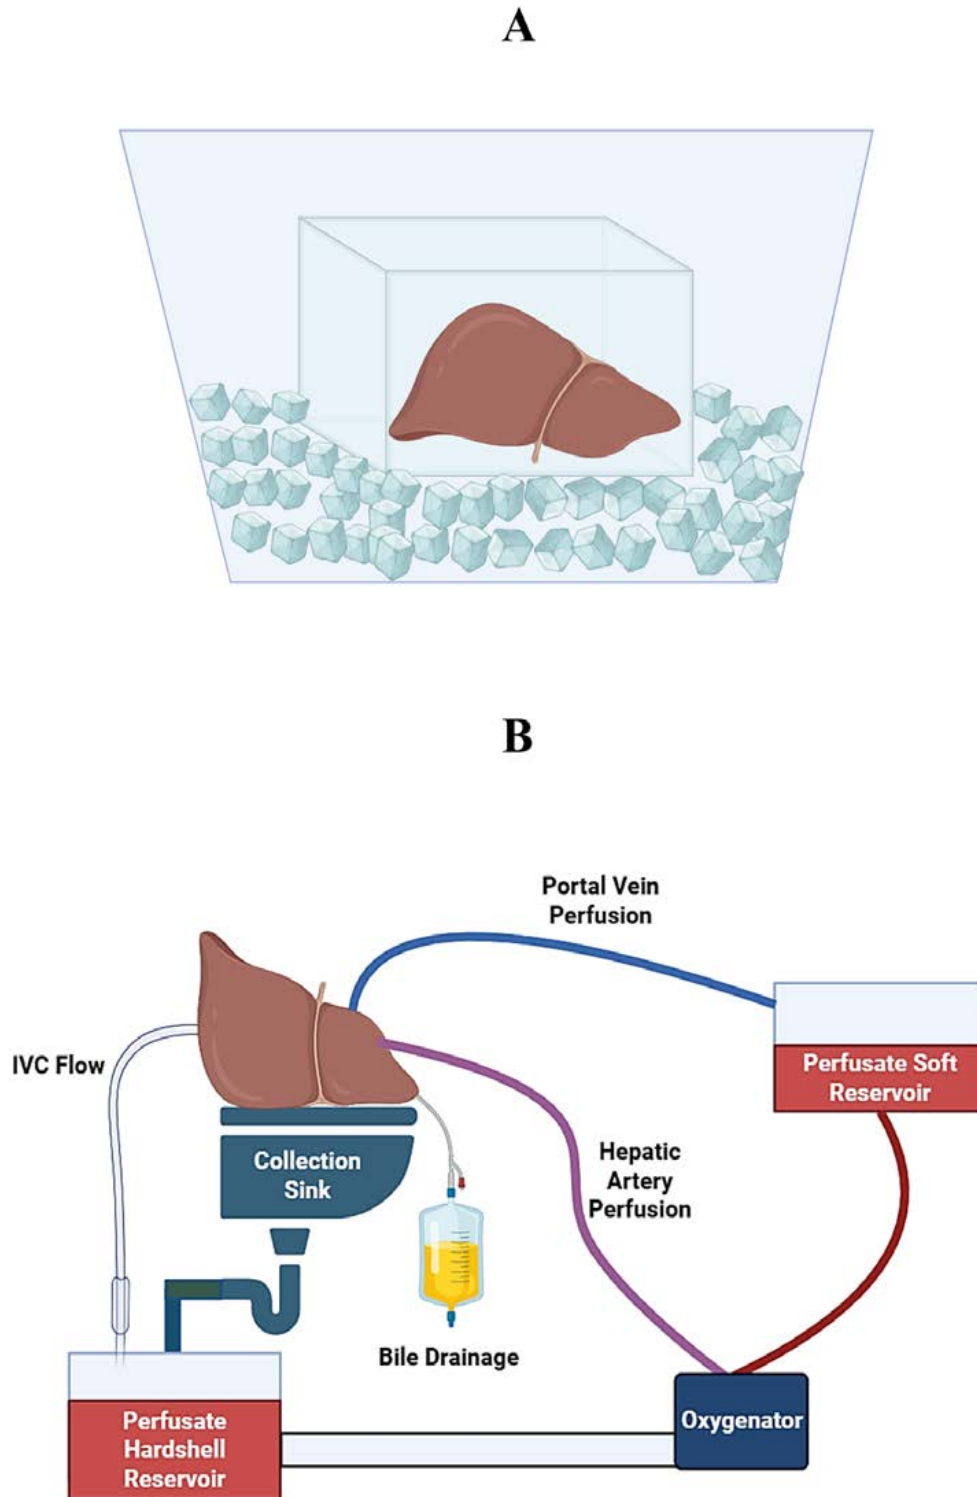 A
B
Portal Vein
Perfusion
IVC Flow
Perfusate Soft
Reservoir
Collection
Sink
Hepatic
Artery
Perfusion
Bile Drainage
Perfusate
Hardshell
Reservoir
Oxygenator